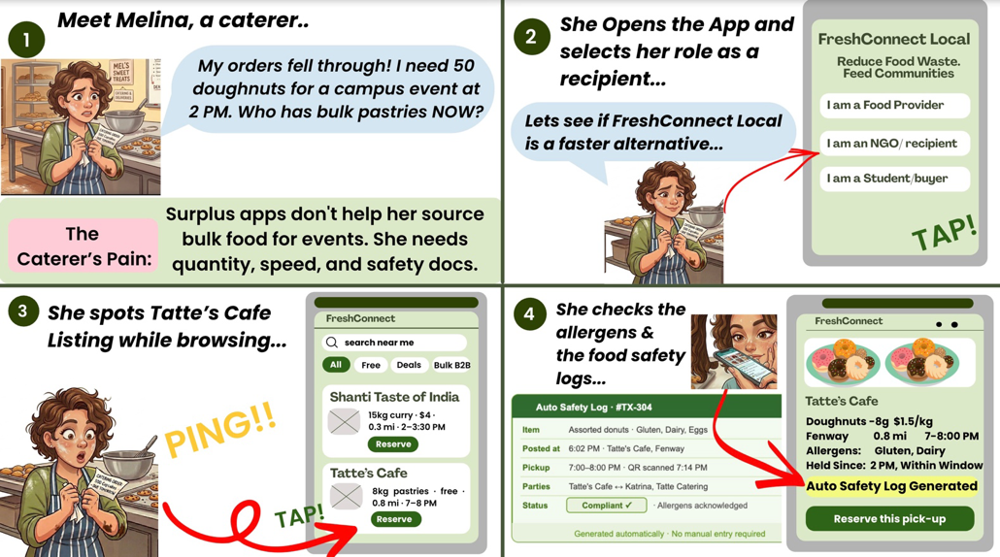 1
Meet Melina, a caterer..
My orders fell through! I need 50
doughnuts for a campus event at
2 PM. Who has bulk pastries NOW?
MEL'S
SWEET
TREATS
CATERING &
DELIVERIES
The
Caterer's Pain:
Surplus apps don't help her source
bulk food for events. She needs
quantity, speed, and safety docs.
2
She Opens the App and
selects her role as a
recipient...
Lets see if FreshConnect Local
is a faster alternative...
FreshConnect Local
Reduce Food Waste.
Feed Communities
I am a Food Provider
I am an NGO/ recipient
I am a Student/buyer
TAP!
3
She spots Tatte's Cafe
Listing while browsing...
PING!!
TAP!
FreshConnect
search near me
All
Free
Deals
Bulk B2B
Shanti Taste of India
15kg curry · $4 ·
0.3 mi · 2–3:30 PM
Reserve
Tatte's Cafe
8kg pastries · free ·
0.8 mi · 7–8 PM
Reserve
4
She checks the
allergens &
the food safety
logs...
Auto Safety Log · #TX-304
Item Assorted donuts · Gluten, Dairy, Eggs
Posted at 6:02 PM · Tatte's Cafe, Fenway
Pickup 7:00–8:00 PM · QR scanned 7:14 PM
Parties Tatte's Cafe ↔ Katrina, Tatte Catering
Status Compliant ✓ · Allergens acknowledged
Generated automatically · No manual entry required
FreshConnect
Tatte's Cafe
Doughnuts -8g $1.5/kg
Fenway 0.8 mi 7-8:00 PM
Allergens: Gluten, Dairy
Held Since: 2 PM, Within Window
Auto Safety Log Generated
Reserve this pick-up